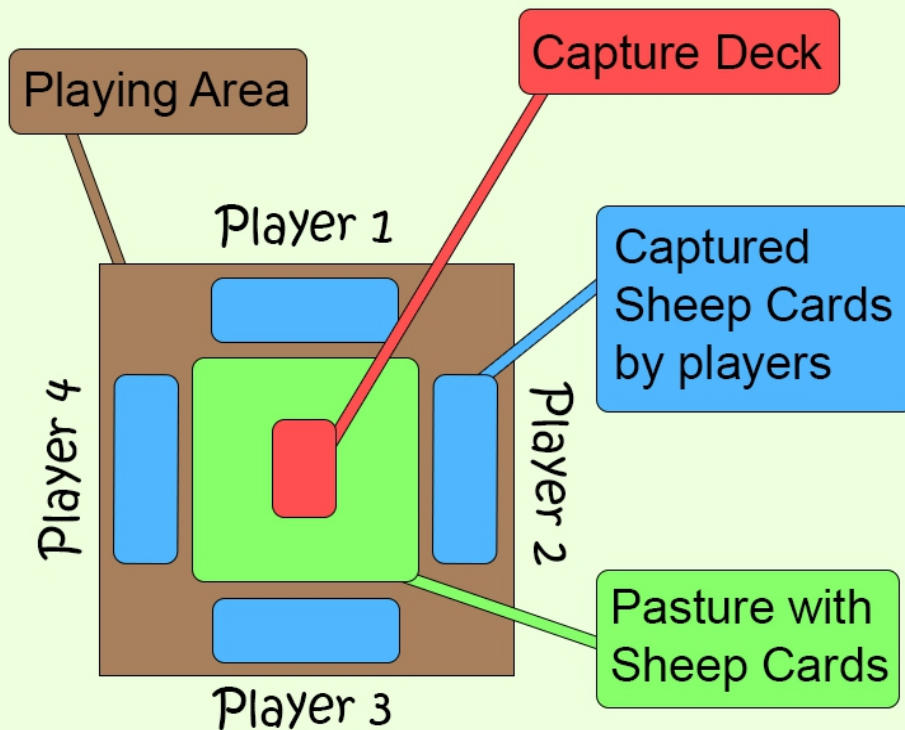 Capture Deck
Playing Area
Player 1
Captured
Sheep Cards
by players
Player 4
Player 2
Pasture with
Sheep Cards
Player 3